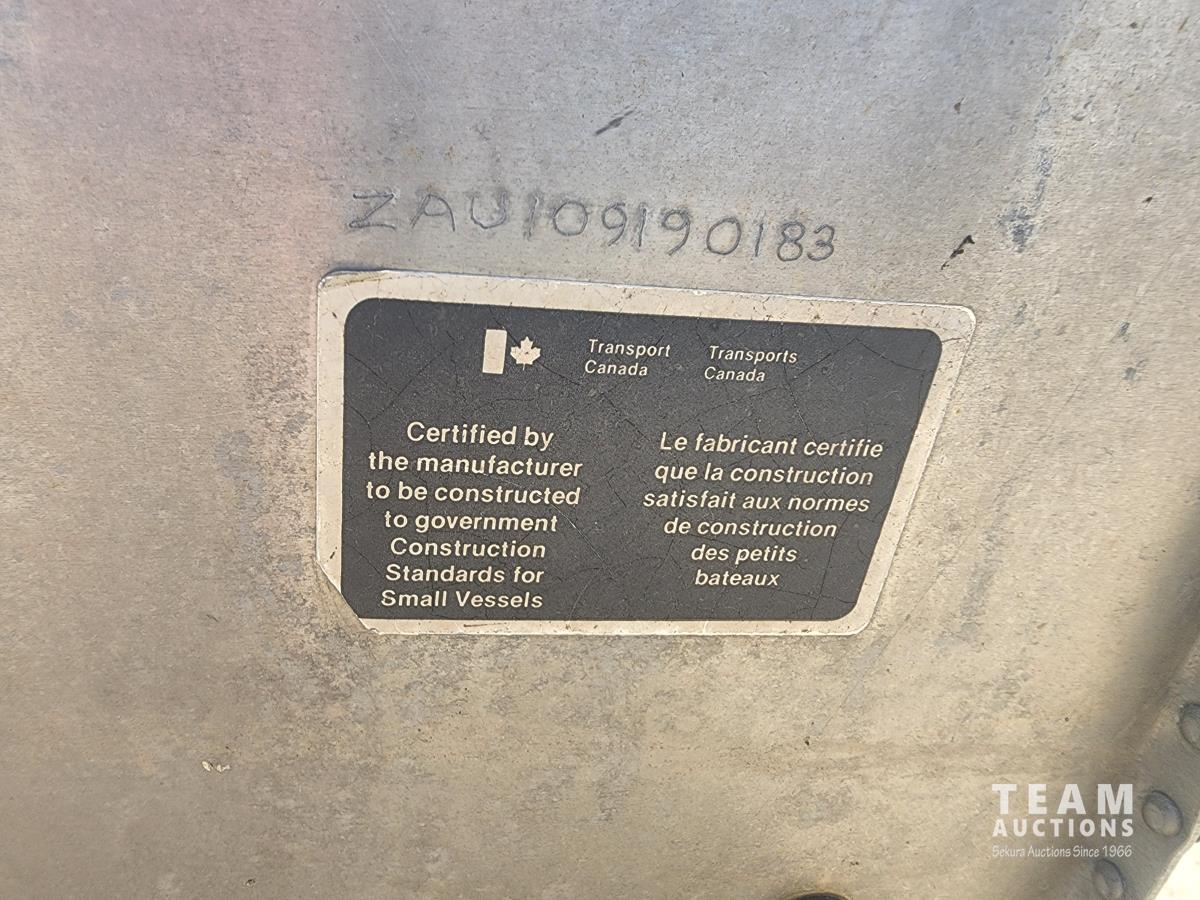 ZAU109190183
Transport
Canada
Transports
Canada
Certified by
the manufacturer
to be constructed
to government
Construction
Standards for
Small Vessels
Le fabricant certifie
que la construction
satisfait aux normes
de construction
des petits
bateaux
TEAM
AUCTIONS
Sekura Auctions Since 1966